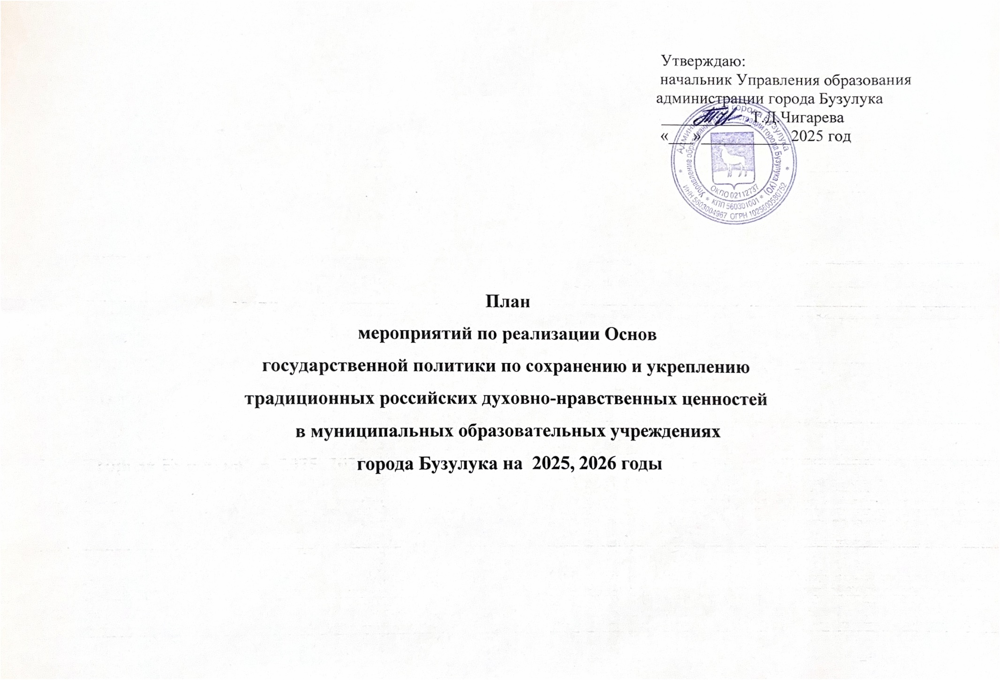 Утверждаю:
начальник Управления образования
администрации города Бузулука
___________ Т.Д.Чигарева
«___»___________2025 год
Администрация города Бузулука
Управление образования администрации города Бузулука (УО)
ОКПО 02112737
* КПП 560301001 *
* ИНН 5603004967 ОГРН 1025600580752 *
План
мероприятий по реализации Основ
государственной политики по сохранению и укреплению
традиционных российских духовно-нравственных ценностей
в муниципальных образовательных учреждениях
города Бузулука на 2025, 2026 годы